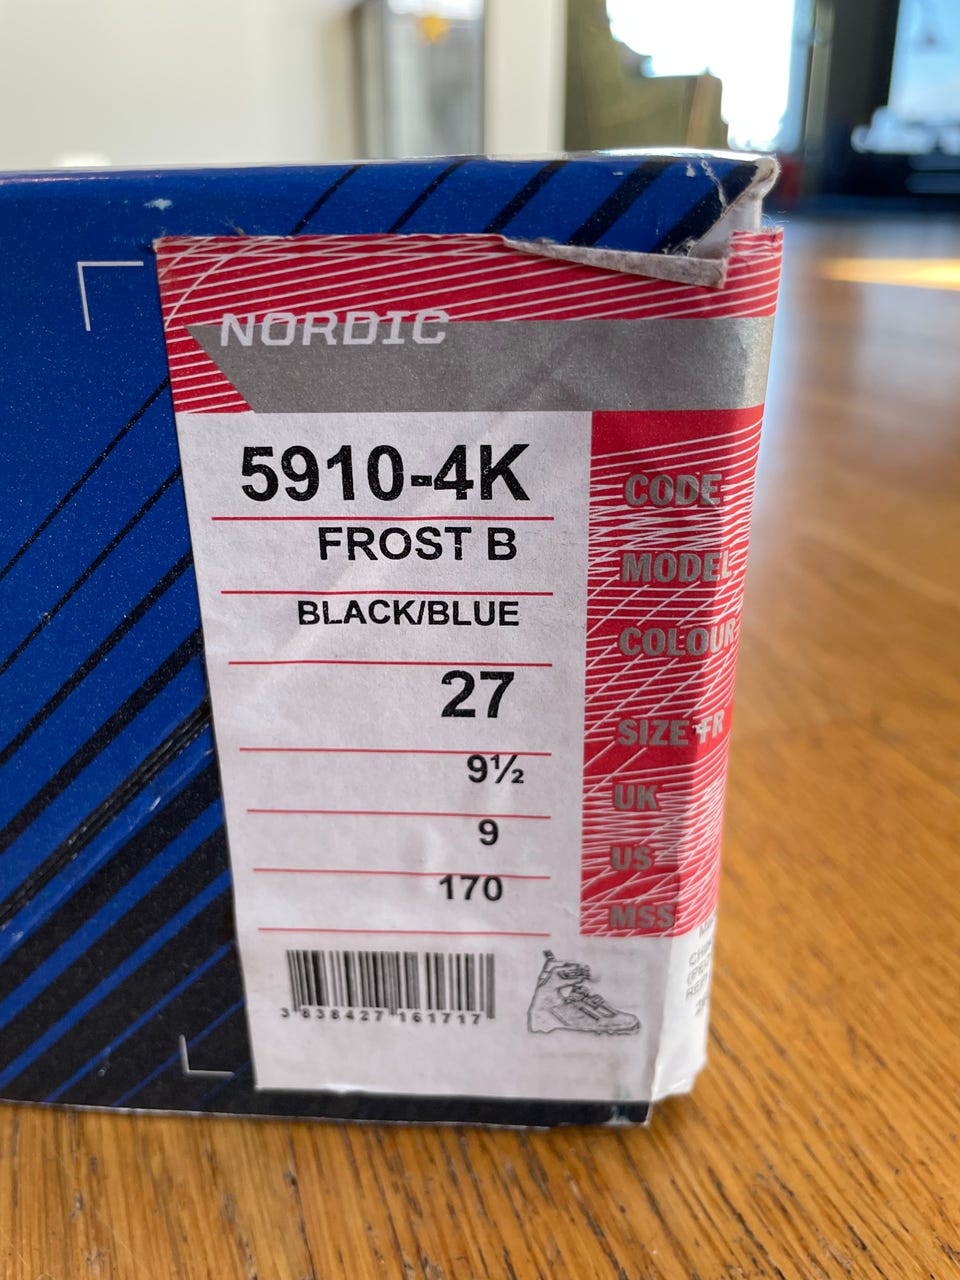 NORDIC
5910-4K CODE
FROST B MODEL
BLACK/BLUE COLOUR
27 SIZE FR
9½ UK
9 US
170 MSS
3 838427 161717